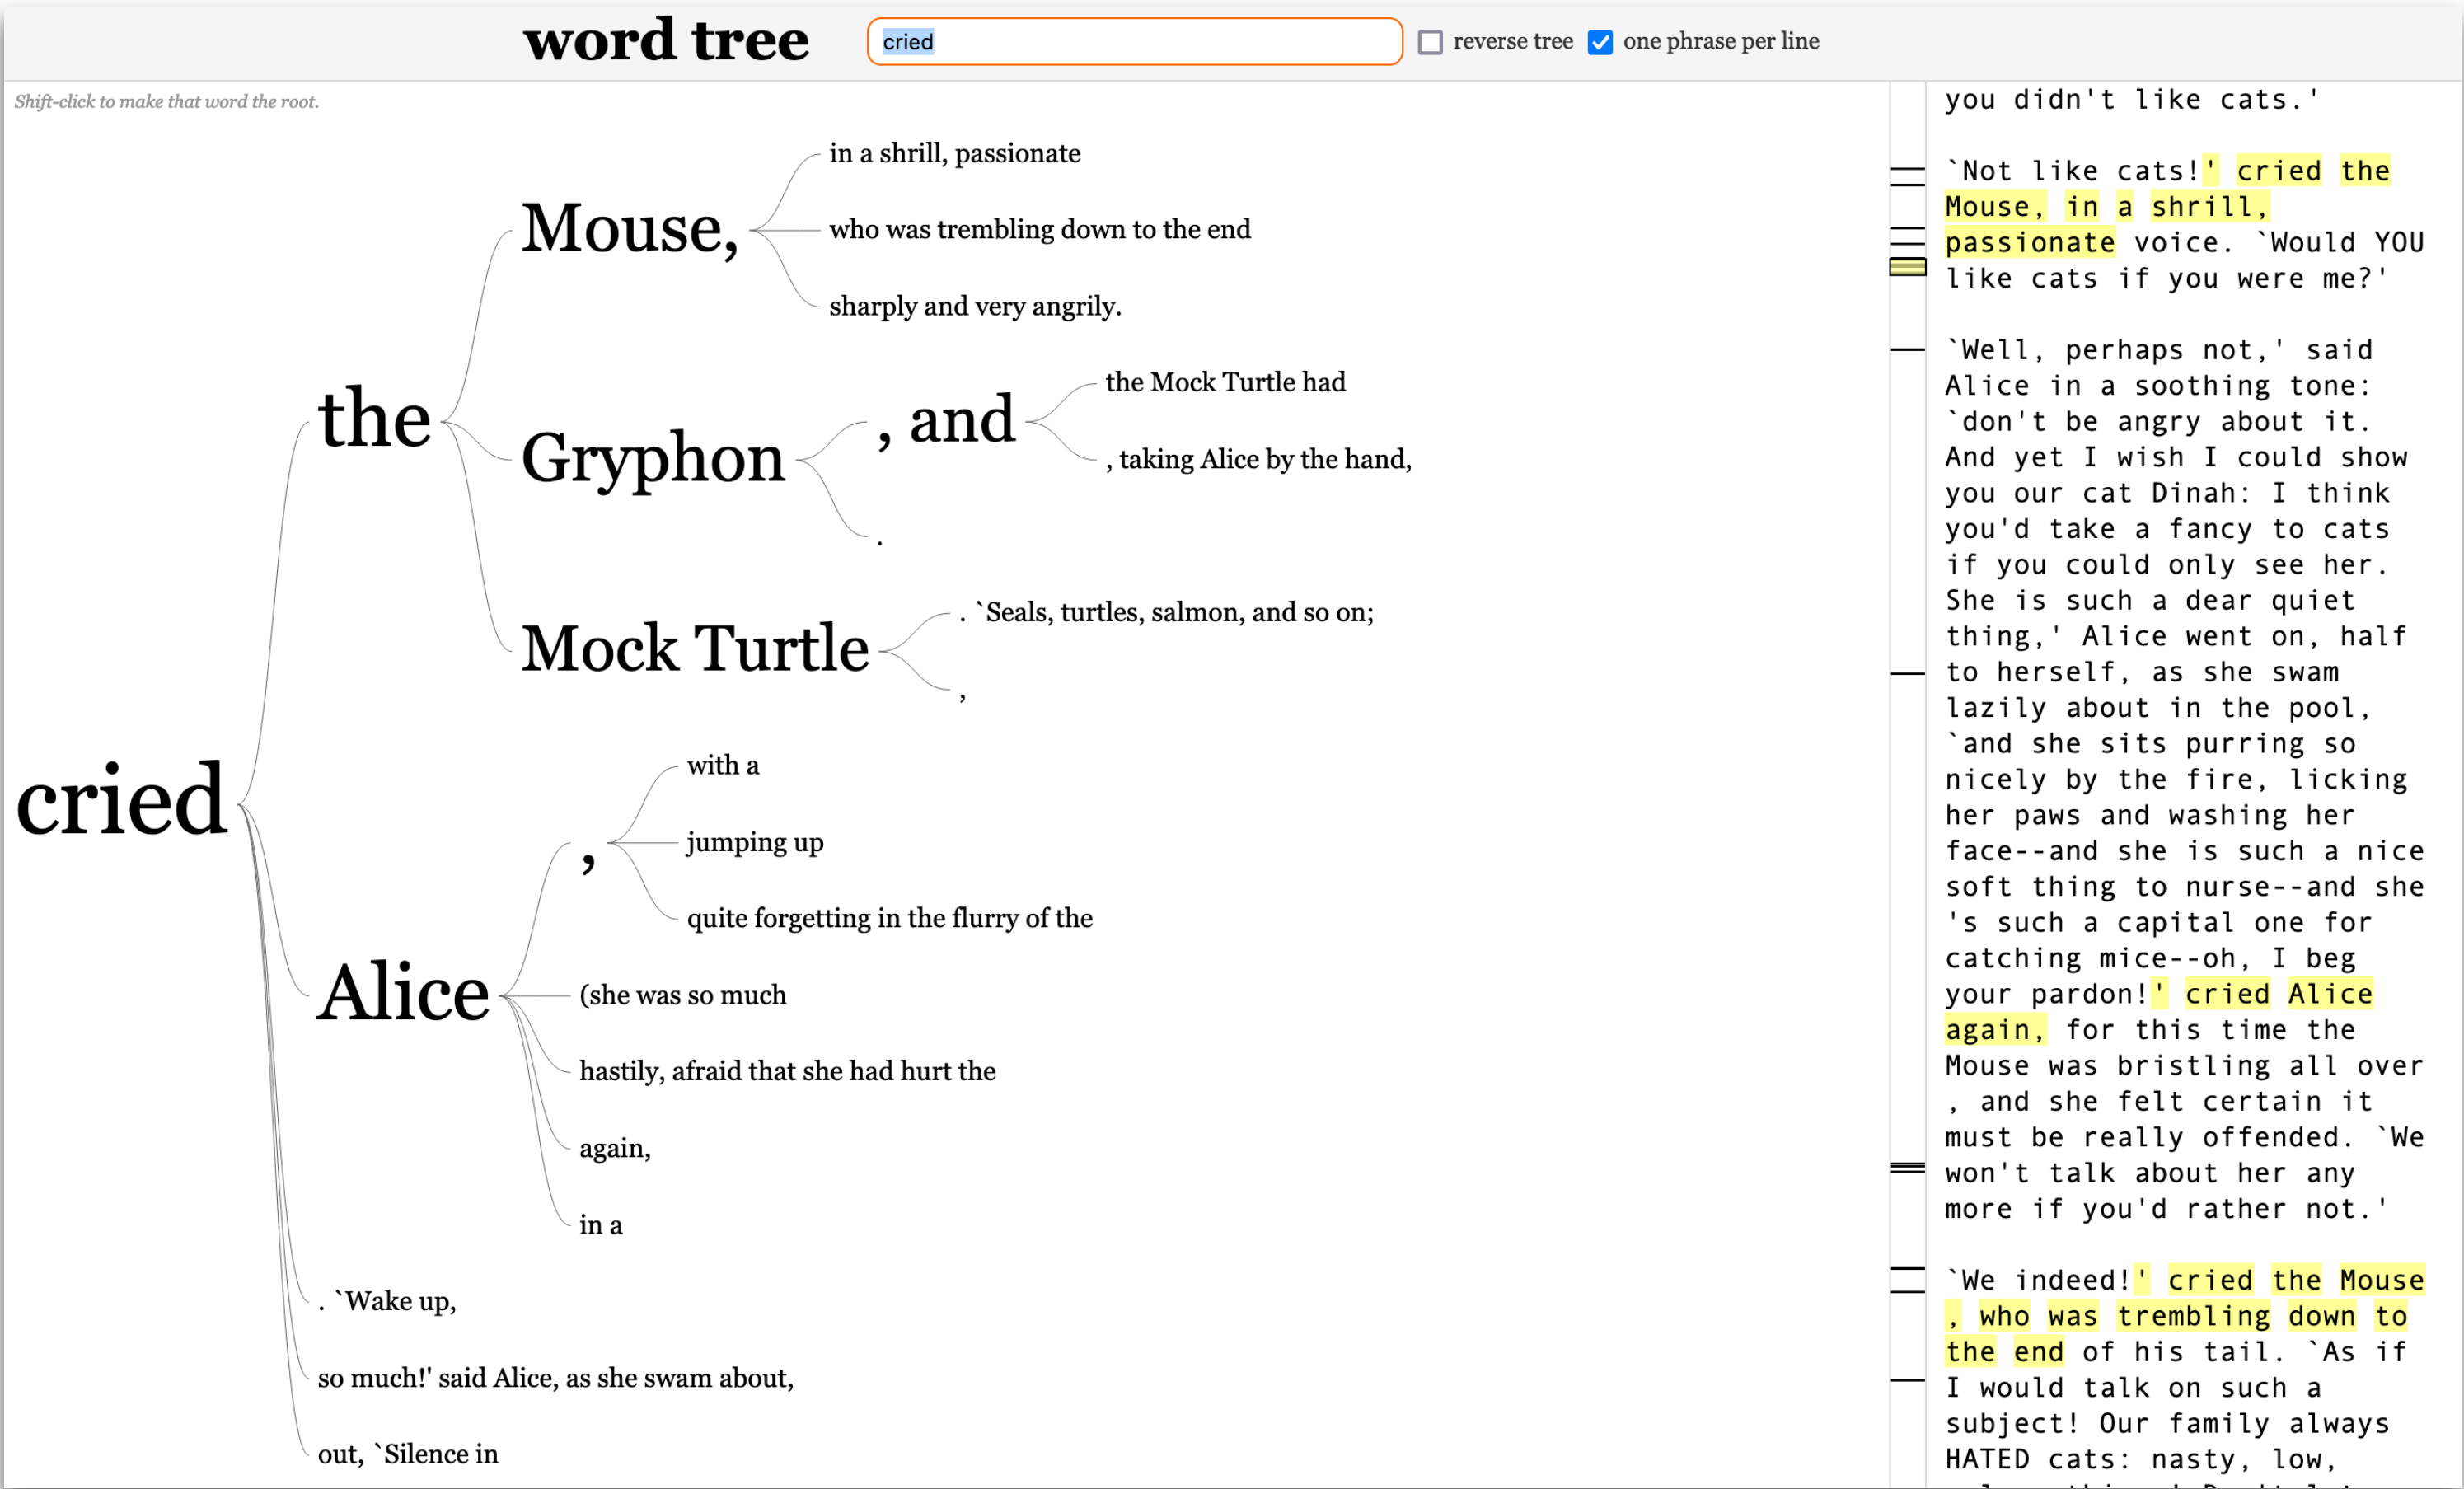 word tree
cried
reverse tree
one phrase per line
Shift-click to make that word the root.
cried
the
Mouse,
in a shrill, passionate
who was trembling down to the end
sharply and very angrily.
Gryphon
, and
the Mock Turtle had
, taking Alice by the hand,
.
Mock Turtle
. `Seals, turtles, salmon, and so on;
,
Alice
,
with a
jumping up
quite forgetting in the flurry of the
(she was so much
hastily, afraid that she had hurt the
again,
in a
. `Wake up,
so much!' said Alice, as she swam about,
out, `Silence in
you didn't like cats.'
`Not like cats!' cried the
Mouse, in a shrill,
passionate voice. `Would YOU
like cats if you were me?'
`Well, perhaps not,' said
Alice in a soothing tone:
`don't be angry about it.
And yet I wish I could show
you our cat Dinah: I think
you'd take a fancy to cats
if you could only see her.
She is such a dear quiet
thing,' Alice went on, half
to herself, as she swam
lazily about in the pool,
`and she sits purring so
nicely by the fire, licking
her paws and washing her
face--and she is such a nice
soft thing to nurse--and she
's such a capital one for
catching mice--oh, I beg
your pardon!' cried Alice
again, for this time the
Mouse was bristling all over
, and she felt certain it
must be really offended. `We
won't talk about her any
more if you'd rather not.'
`We indeed!' cried the Mouse
, who was trembling down to
the end of his tail. `As if
I would talk on such a
subject! Our family always
HATED cats: nasty, low,